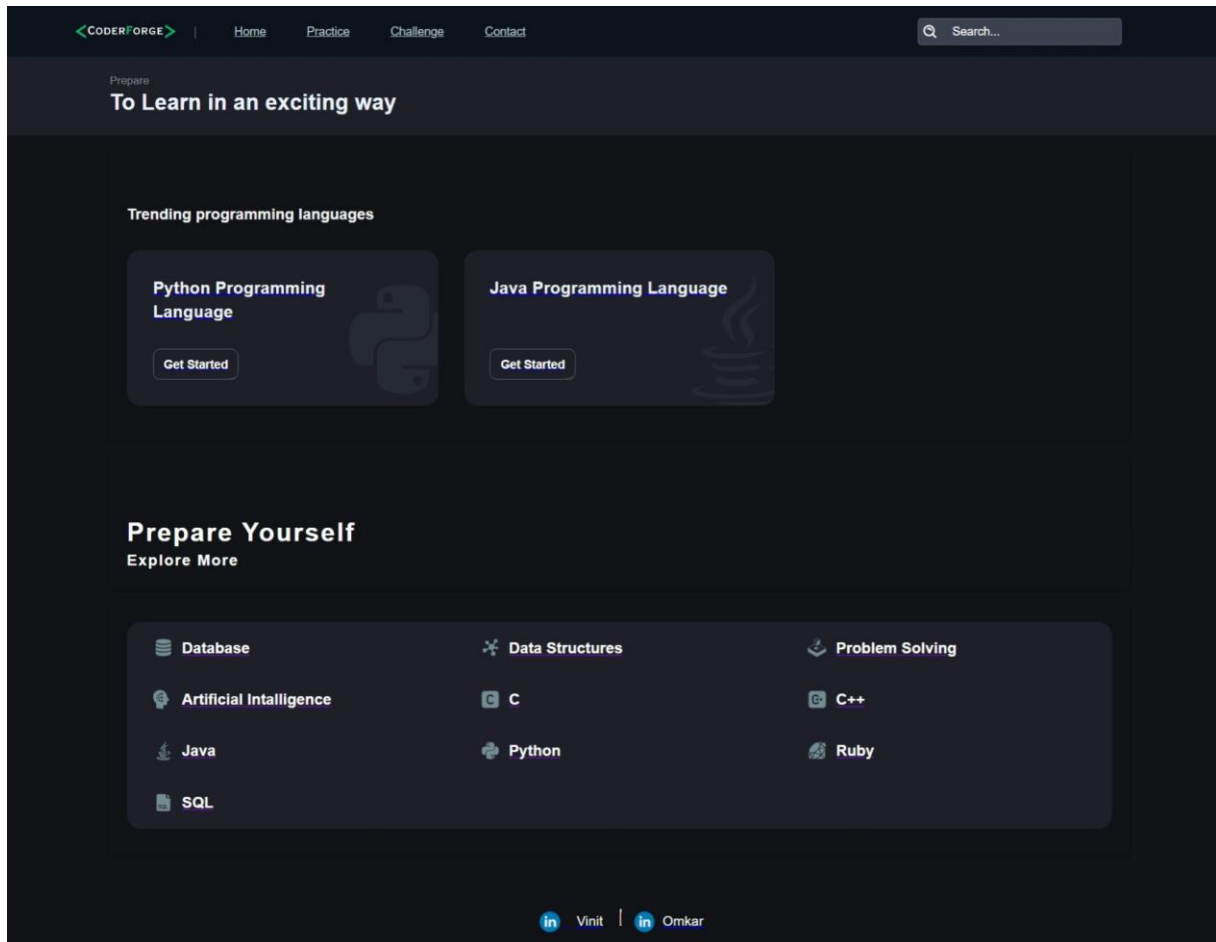 <CODERFORGE> | Home Practice Challenge Contact Search...
Prepare
To Learn in an exciting way
Trending programming languages
Python Programming
Language
Get Started
Java Programming Language
Get Started
Prepare Yourself
Explore More
Database
Data Structures
Problem Solving
Artificial Intalligence
C
C
C++
Java
Python
Ruby
SQL
Vinit | in Omkar